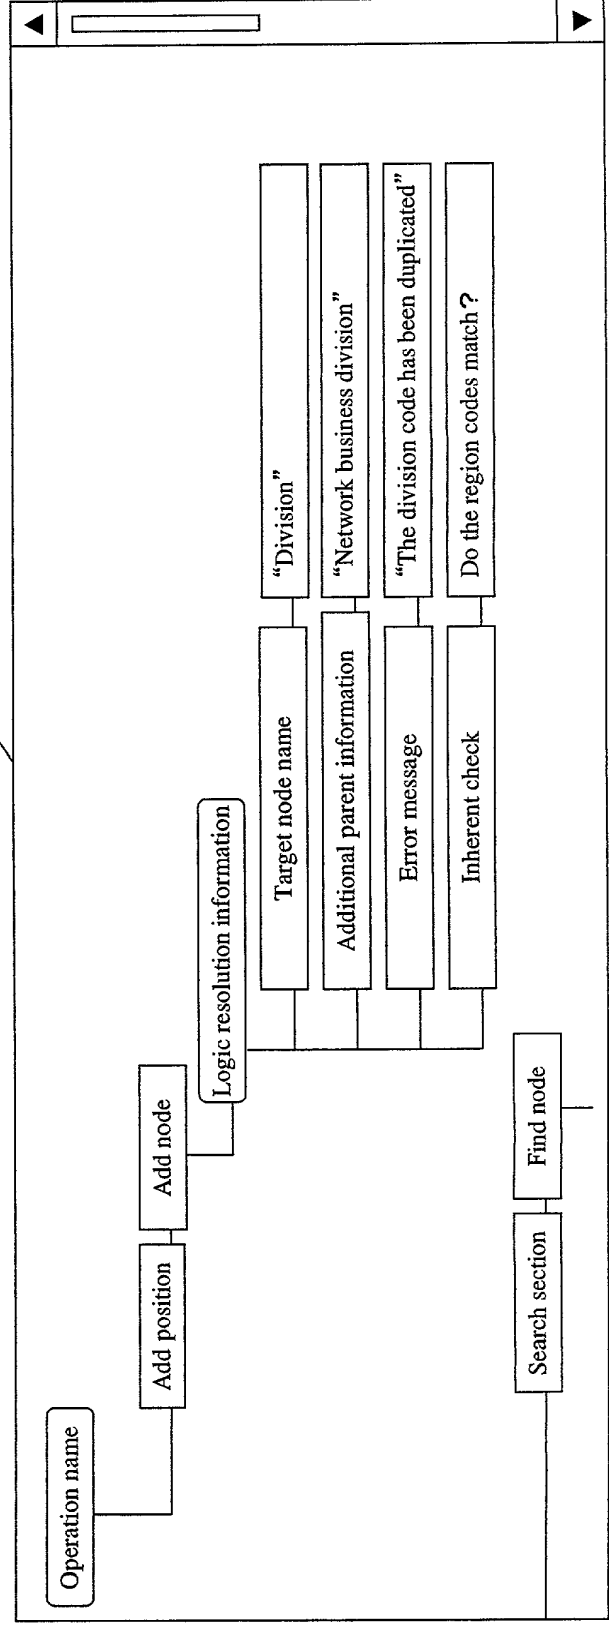 Operation name
Add position
Add node
Logic resolution information
Target node name
“Division”
Additional parent information
“Network business division”
Error message
“The division code has been duplicated”
Inherent check
Do the region codes match?
Search section
Find node